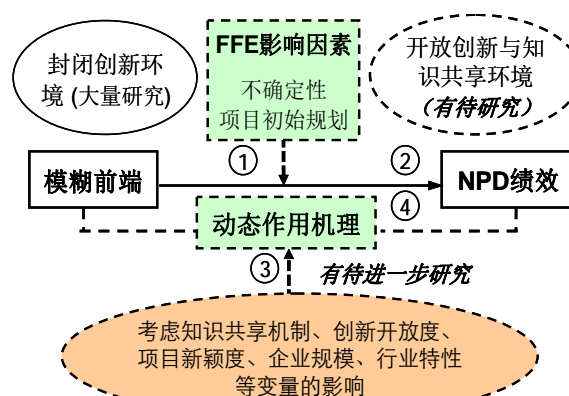 封闭创新环
境 (大量研究)
FFE影响因素
不确定性
项目初始规划
开放创新与知
识共享环境
（有待研究）
①
②
模糊前端
NPD绩效
④
动态作用机理
③
有待进一步研究
考虑知识共享机制、创新开放度、
项目新颖度、企业规模、行业特性
等变量的影响